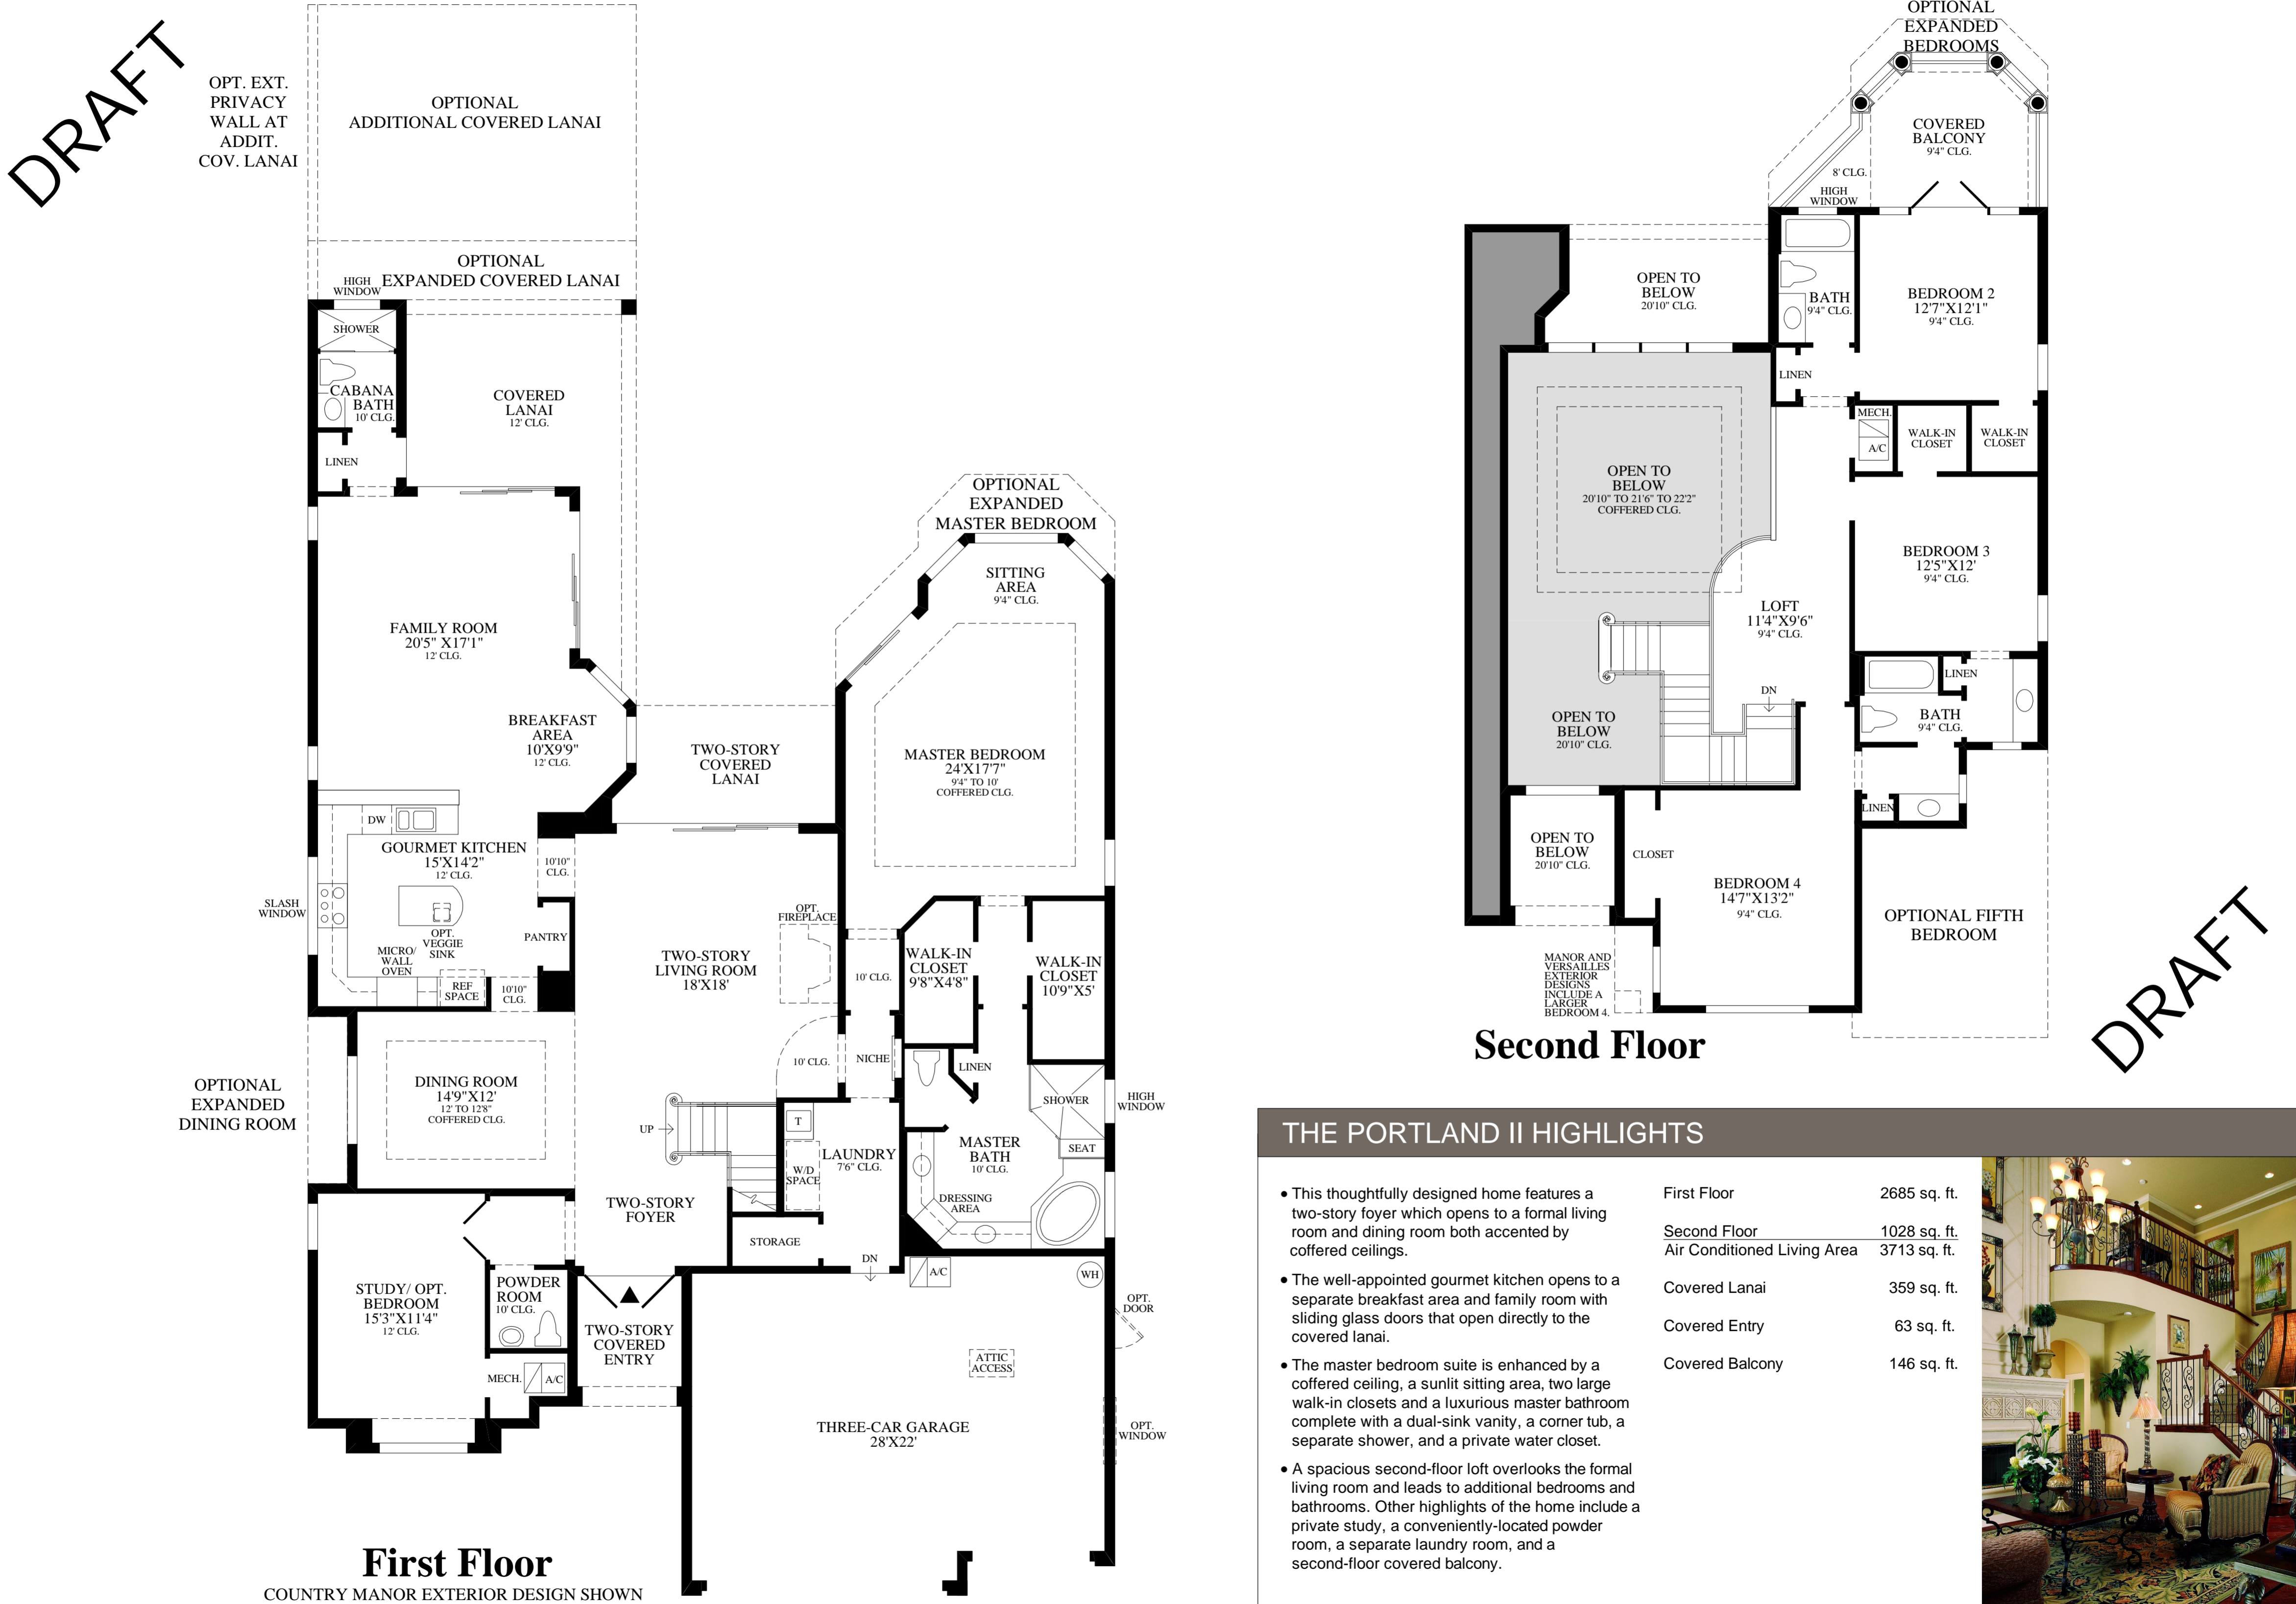 DRAFT
OPT. EXT.
PRIVACY
WALL AT
ADDIT.
COV. LANAI
OPTIONAL
ADDITIONAL COVERED LANAI
OPTIONAL
EXPANDED COVERED LANAI
HIGH
WINDOW
SHOWER
CABANA
BATH
10' CLG.
LINEN
COVERED
LANAI
12' CLG.
FAMILY ROOM
20'5" X17'1"
12' CLG.
BREAKFAST
AREA
10'X9'9"
12' CLG.
TWO-STORY
COVERED
LANAI
OPTIONAL
EXPANDED
MASTER BEDROOM
SITTING
AREA
9'4" CLG.
MASTER BEDROOM
24'X17'7"
9'4" TO 10'
COFFERED CLG.
DW
GOURMET KITCHEN
15'X14'2"
12' CLG.
10'10"
CLG.
SLASH
WINDOW
OPT.
VEGGIE
SINK
PANTRY
MICRO/
WALL
OVEN
REF
SPACE
10'10"
CLG.
OPT.
FIREPLACE
TWO-STORY
LIVING ROOM
18'X18'
10' CLG.
WALK-IN
CLOSET
9'8"X4'8"
WALK-IN
CLOSET
10'9"X5'
10' CLG.
NICHE
LINEN
OPTIONAL
EXPANDED
DINING ROOM
DINING ROOM
14'9"X12'
12' TO 12'8"
COFFERED CLG.
UP
T
W/D
SPACE
LAUNDRY
7'6" CLG.
SHOWER
HIGH
WINDOW
SEAT
MASTER
BATH
10' CLG.
DRESSING
AREA
TWO-STORY
FOYER
STORAGE
DN
A/C
WH
STUDY/ OPT.
BEDROOM
15'3"X11'4"
12' CLG.
POWDER
ROOM
10' CLG.
MECH.
A/C
TWO-STORY
COVERED
ENTRY
OPT.
DOOR
ATTIC
ACCESS
OPT.
WINDOW
THREE-CAR GARAGE
28'X22'
First Floor
COUNTRY MANOR EXTERIOR DESIGN SHOWN
OPTIONAL
EXPANDED
BEDROOMS
COVERED
BALCONY
9'4" CLG.
8' CLG.
HIGH
WINDOW
OPEN TO
BELOW
20'10" CLG.
BATH
9'4" CLG.
BEDROOM 2
12'7"X12'1"
9'4" CLG.
LINEN
MECH.
A/C
WALK-IN
CLOSET
WALK-IN
CLOSET
OPEN TO
BELOW
20'10" TO 21'6" TO 22'2"
COFFERED CLG.
BEDROOM 3
12'5"X12'
9'4" CLG.
LOFT
11'4"X9'6"
9'4" CLG.
DN
LINEN
BATH
9'4" CLG.
OPEN TO
BELOW
20'10" CLG.
LINEN
OPEN TO
BELOW
20'10" CLG.
CLOSET
BEDROOM 4
14'7"X13'2"
9'4" CLG.
OPTIONAL FIFTH
BEDROOM
MANOR AND
VERSAILLES
EXTERIOR
DESIGNS
INCLUDE A
LARGER
BEDROOM 4.
Second Floor
DRAFT
THE PORTLAND II HIGHLIGHTS
• This thoughtfully designed home features a
two-story foyer which opens to a formal living
room and dining room both accented by
coffered ceilings.
• The well-appointed gourmet kitchen opens to a
separate breakfast area and family room with
sliding glass doors that open directly to the
covered lanai.
• The master bedroom suite is enhanced by a
coffered ceiling, a sunlit sitting area, two large
walk-in closets and a luxurious master bathroom
complete with a dual-sink vanity, a corner tub, a
separate shower, and a private water closet.
• A spacious second-floor loft overlooks the formal
living room and leads to additional bedrooms and
bathrooms. Other highlights of the home include a
private study, a conveniently-located powder
room, a separate laundry room, and a
second-floor covered balcony.
First Floor 2685 sq. ft.
Second Floor 1028 sq. ft.
Air Conditioned Living Area 3713 sq. ft.
Covered Lanai 359 sq. ft.
Covered Entry 63 sq. ft.
Covered Balcony 146 sq. ft.